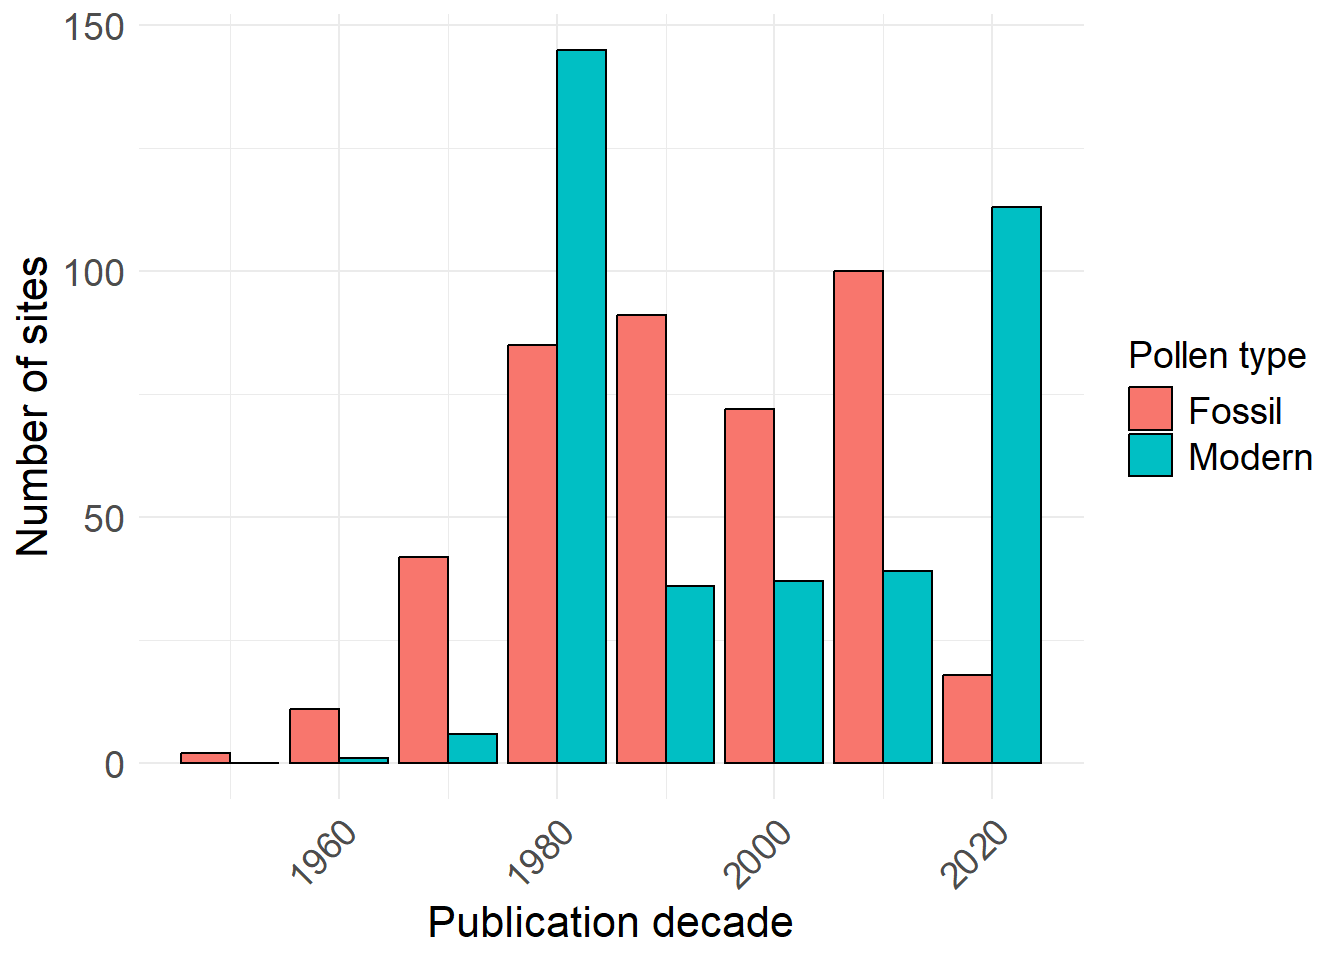 150
100
50
0
Number of sites
1960
1980
2000
2020
Publication decade
Pollen type
Fossil
Modern